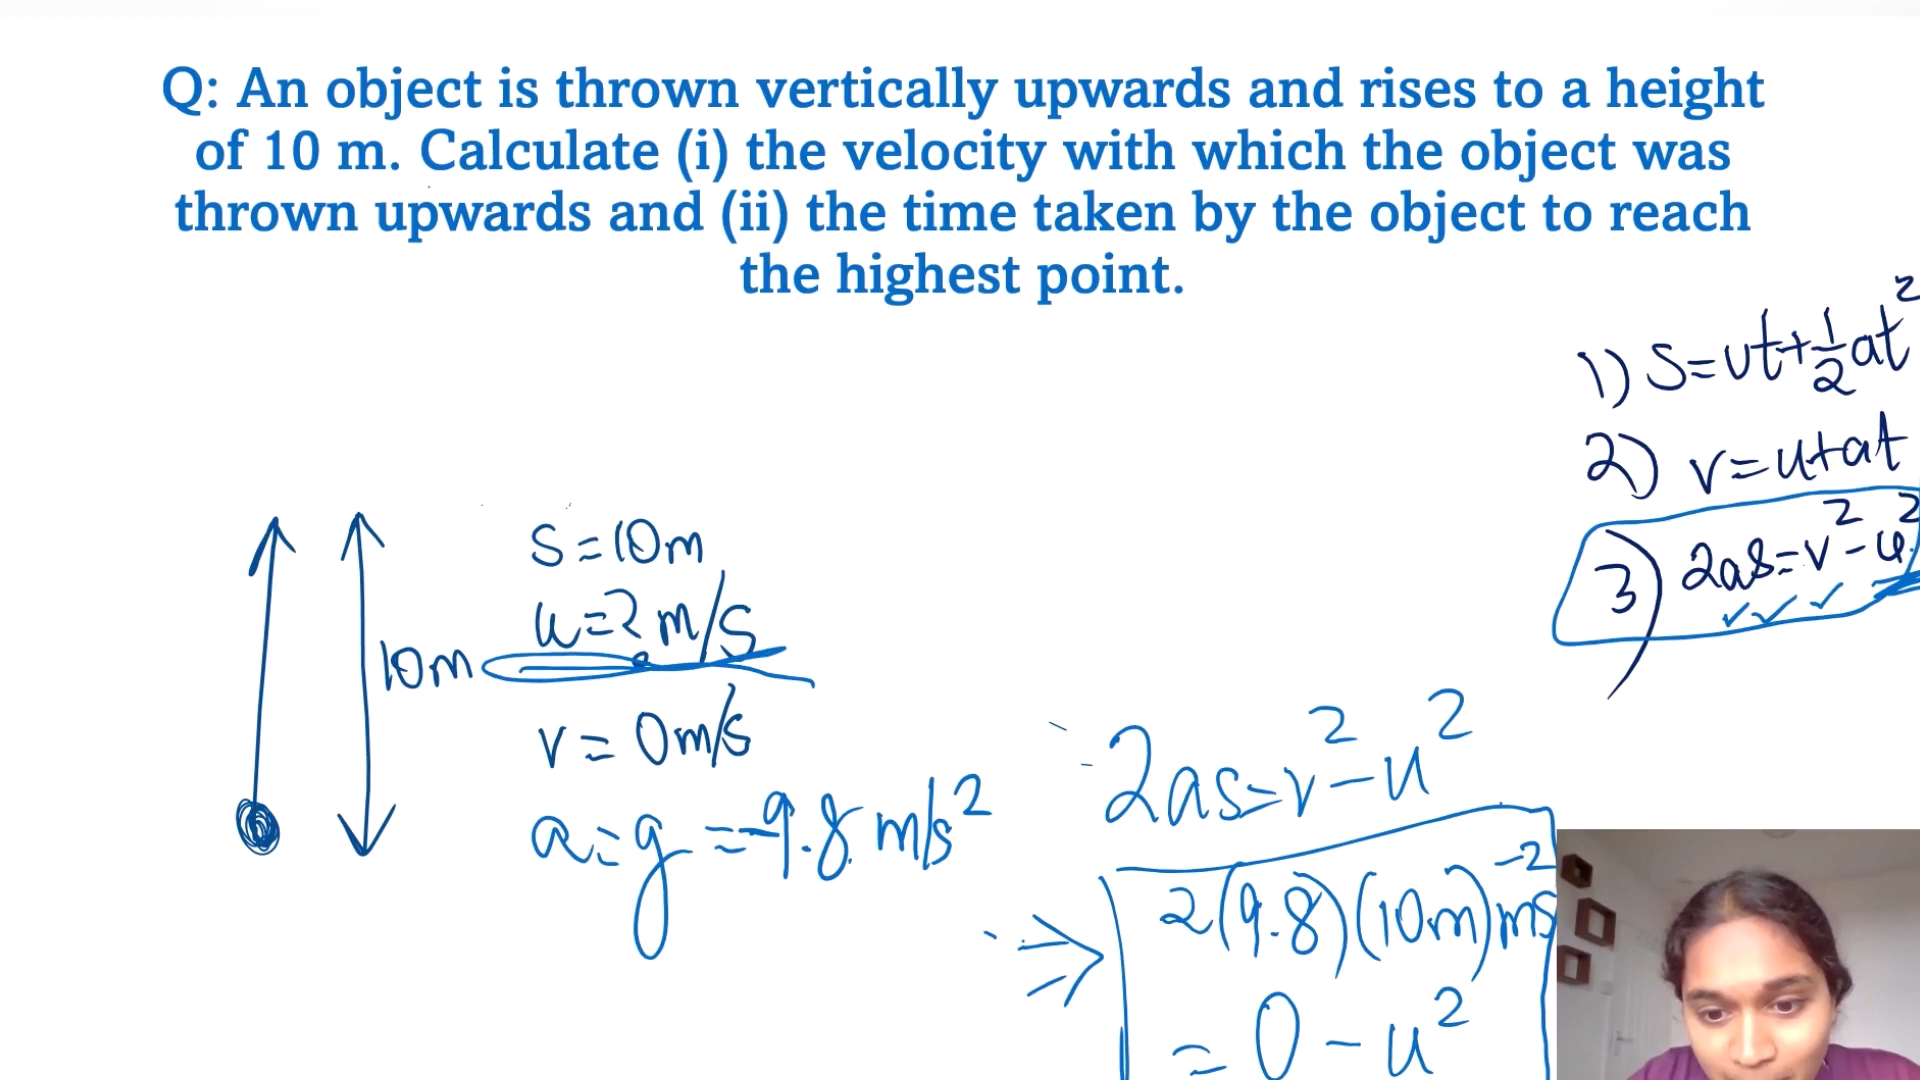 Q: An object is thrown vertically upwards and rises to a height
of 10 m. Calculate (i) the velocity with which the object was
thrown upwards and (ii) the time taken by the object to reach
the highest point.
1) S=ut+½at²
2) v=u+at
3) 2as=v²-u²
10m
S=10m
u=? m/s
v=0m/s
a=g=-9.8 m/s²
2as=v²-u²
2(9.8)(10m)ms⁻²
=0-u²